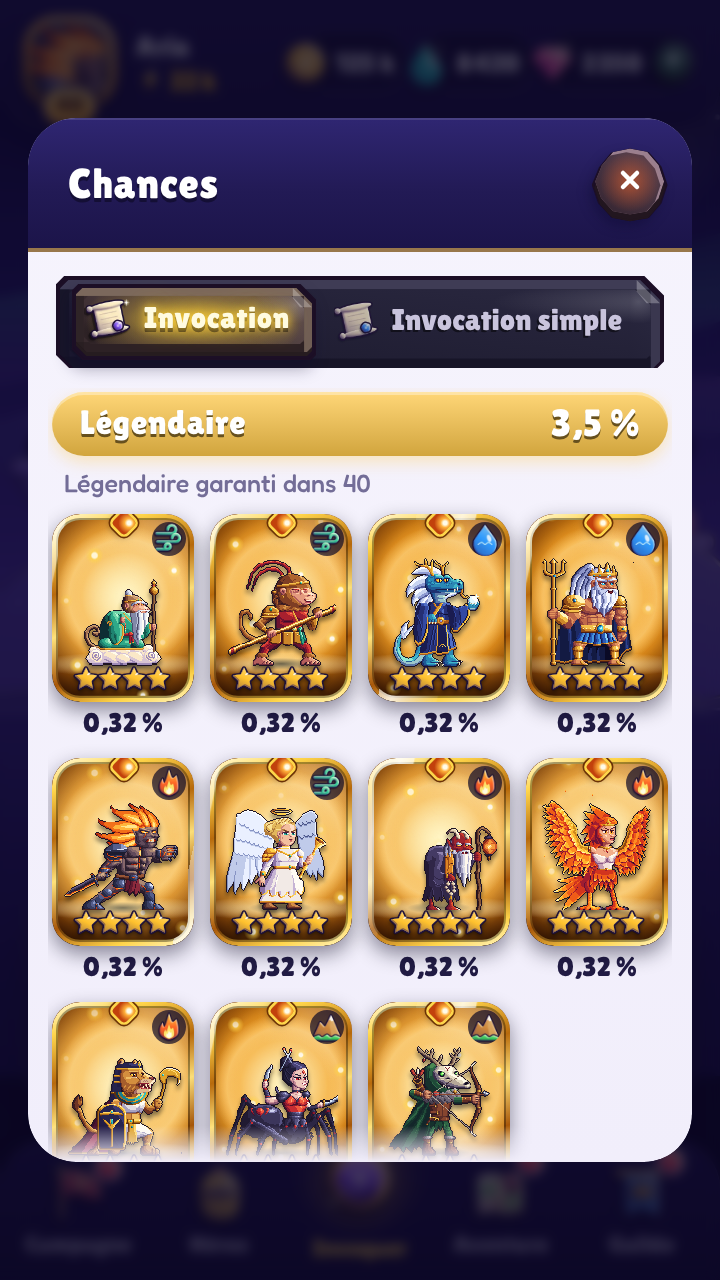 Chances
Invocation
Invocation simple
Légendaire
3,5 %
Légendaire garanti dans 40
0,32 % 0,32 % 0,32 % 0,32 %
0,32 % 0,32 % 0,32 % 0,32 %